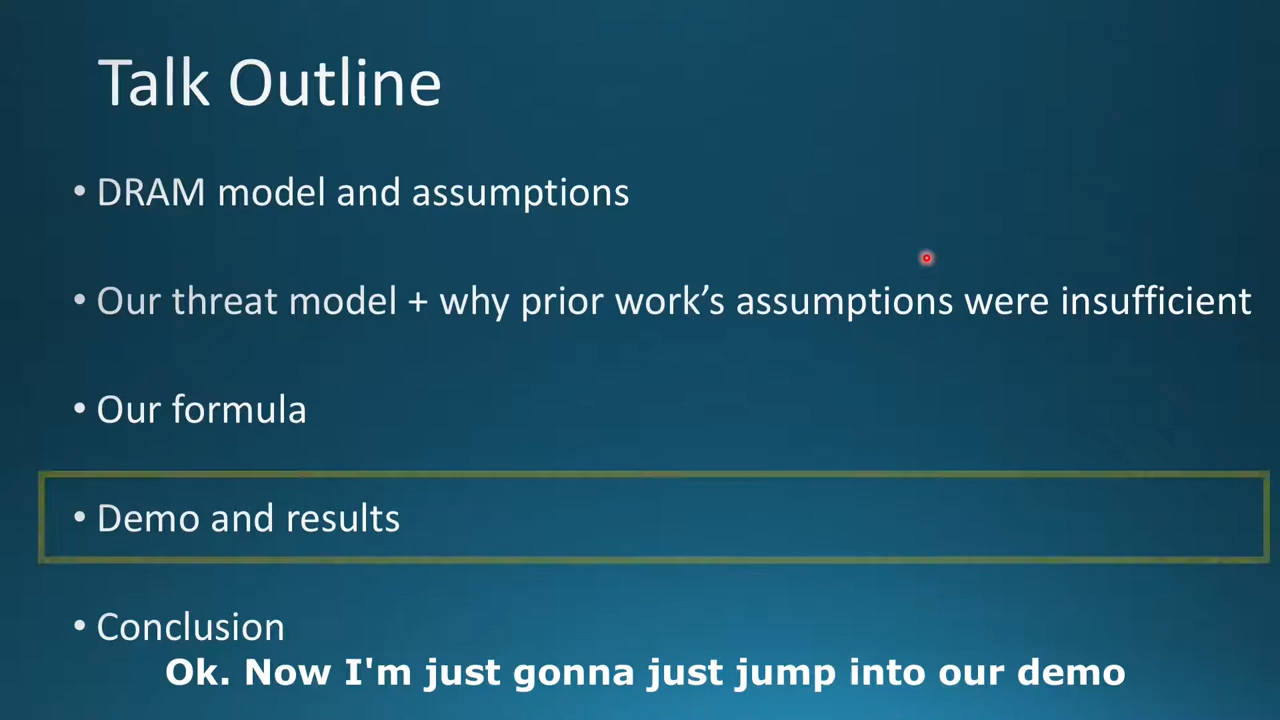 Talk Outline
• DRAM model and assumptions
• Our threat model + why prior work’s assumptions were insufficient
• Our formula
• Demo and results
• Conclusion
Ok. Now I'm just gonna just jump into our demo